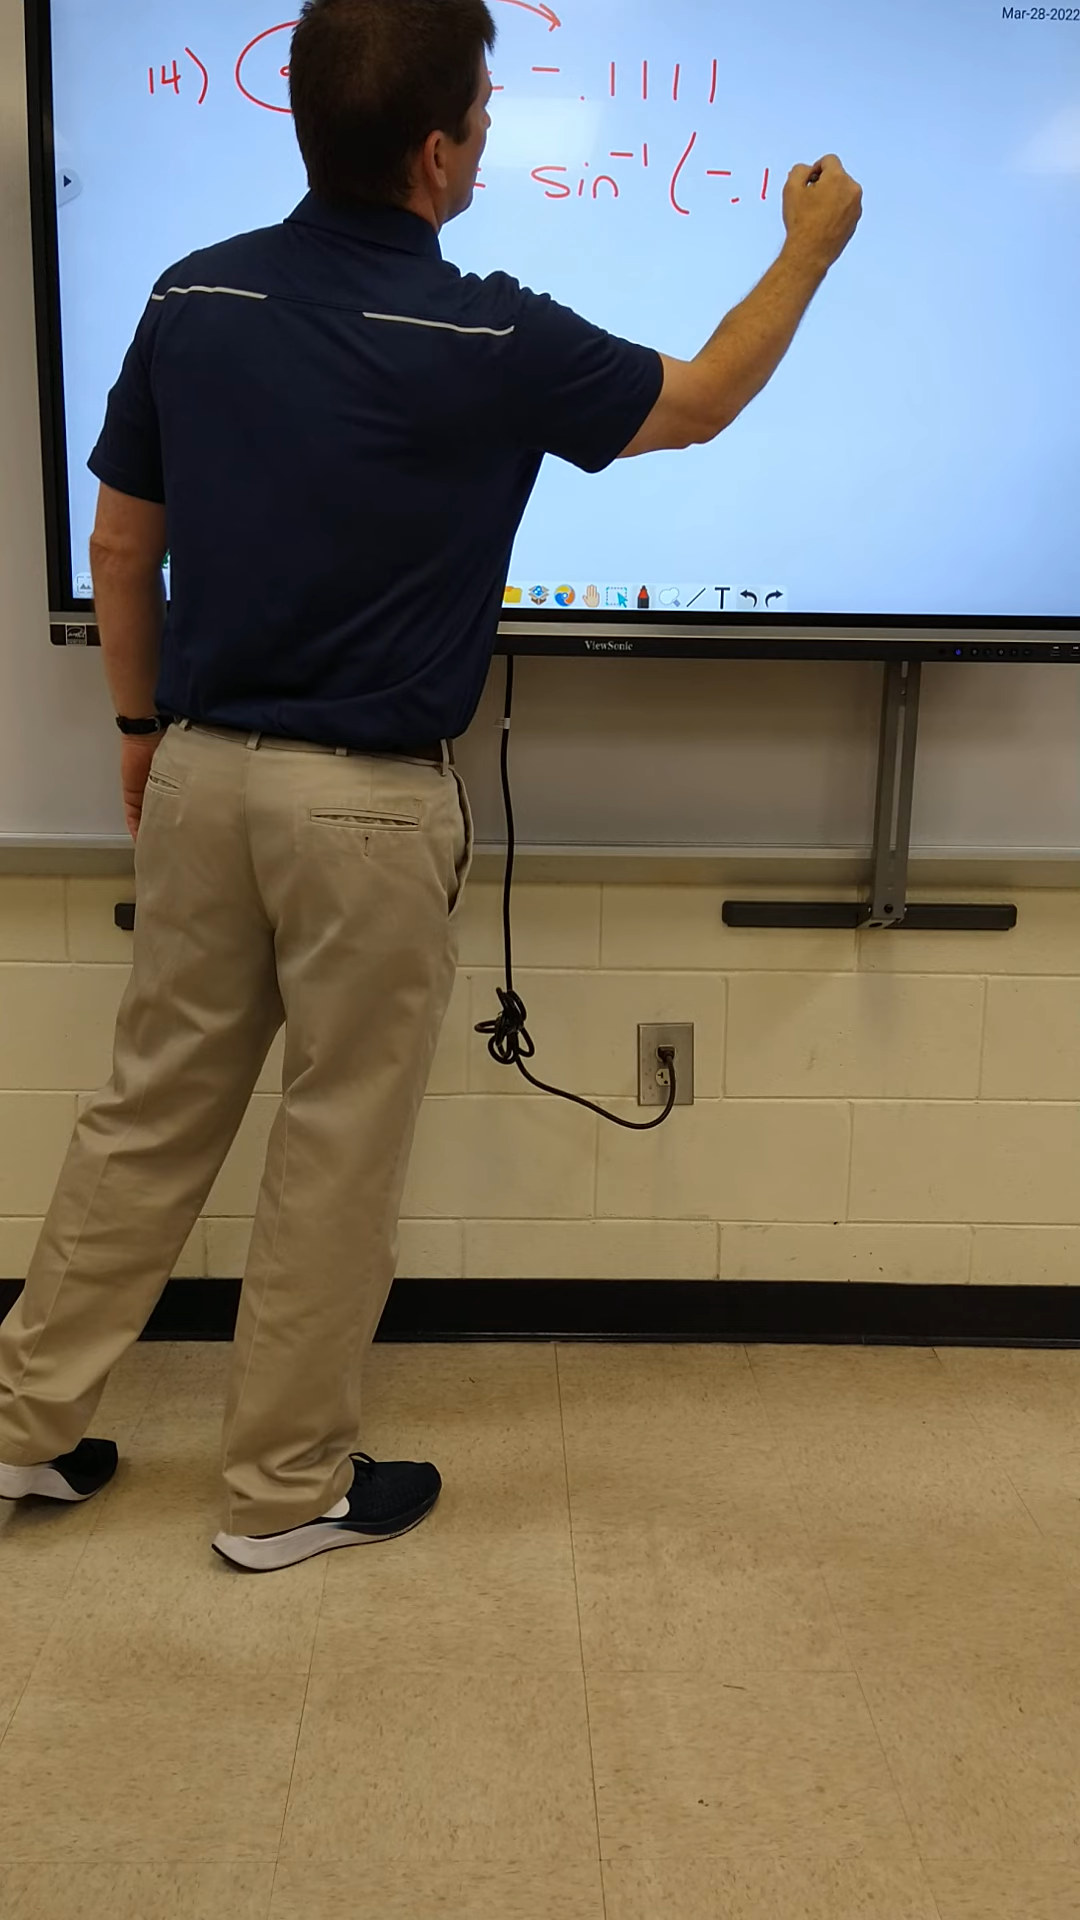 Mar-28-2022
14) = - .1111
= sin⁻¹ (-.1
T
ViewSonic